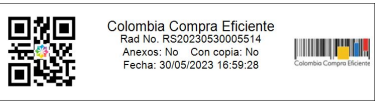 Colombia Compra Eficiente
Rad No. RS20230530005514
Anexos: No Con copia: No
Fecha: 30/05/2023 16:59:28
Colombia Compra Eficiente